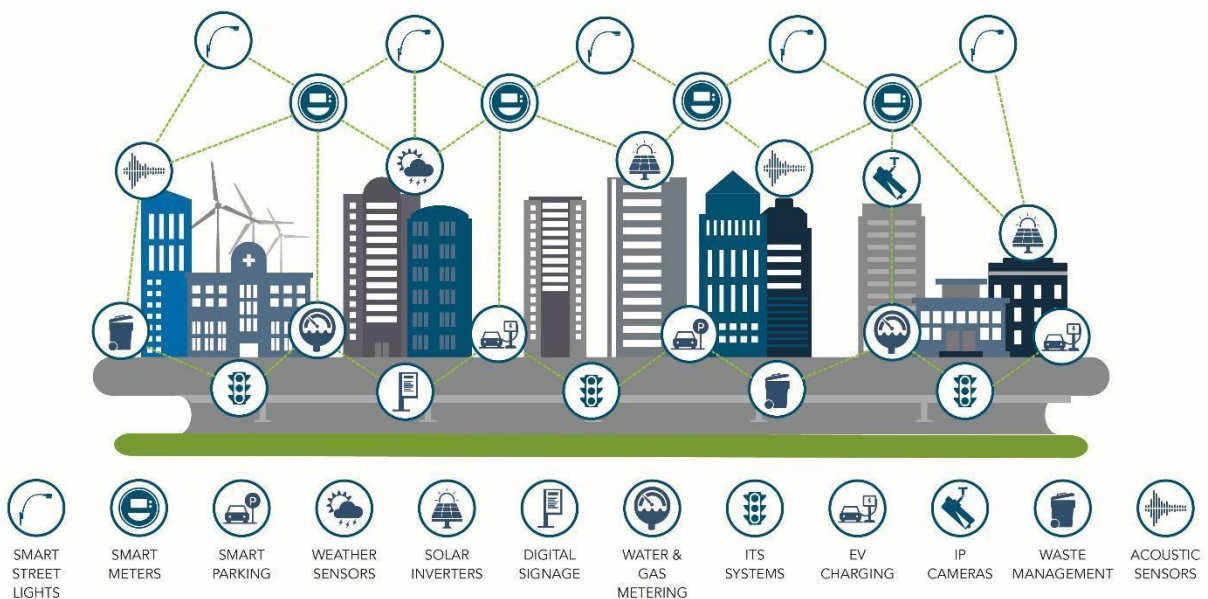 SMART
STREET
LIGHTS
SMART
METERS
SMART
PARKING
WEATHER
SENSORS
SOLAR
INVERTERS
DIGITAL
SIGNAGE
WATER &
GAS
METERING
ITS
SYSTEMS
EV
CHARGING
IP
CAMERAS
WASTE
MANAGEMENT
ACOUSTIC
SENSORS